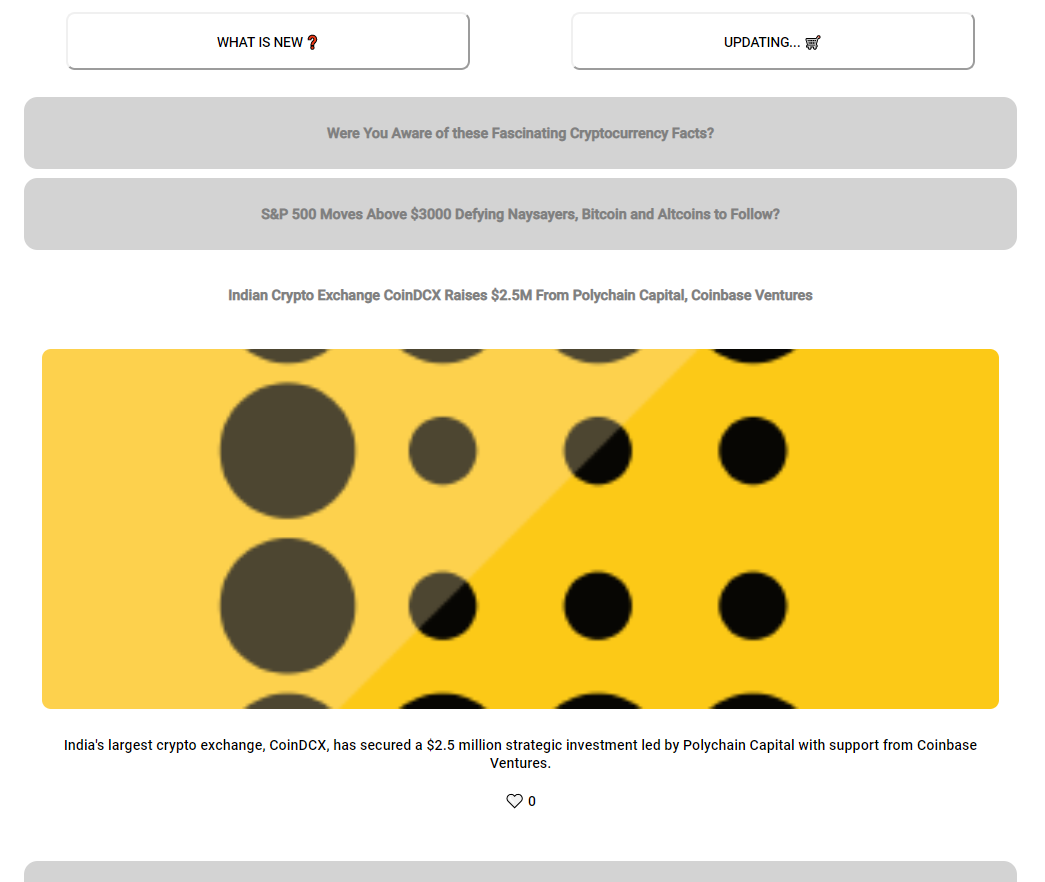 WHAT IS NEW ❓
UPDATING... 🛒
Were You Aware of these Fascinating Cryptocurrency Facts?
S&P 500 Moves Above $3000 Defying Naysayers, Bitcoin and Altcoins to Follow?
Indian Crypto Exchange CoinDCX Raises $2.5M From Polychain Capital, Coinbase Ventures
India's largest crypto exchange, CoinDCX, has secured a $2.5 million strategic investment led by Polychain Capital with support from Coinbase
Ventures.
0